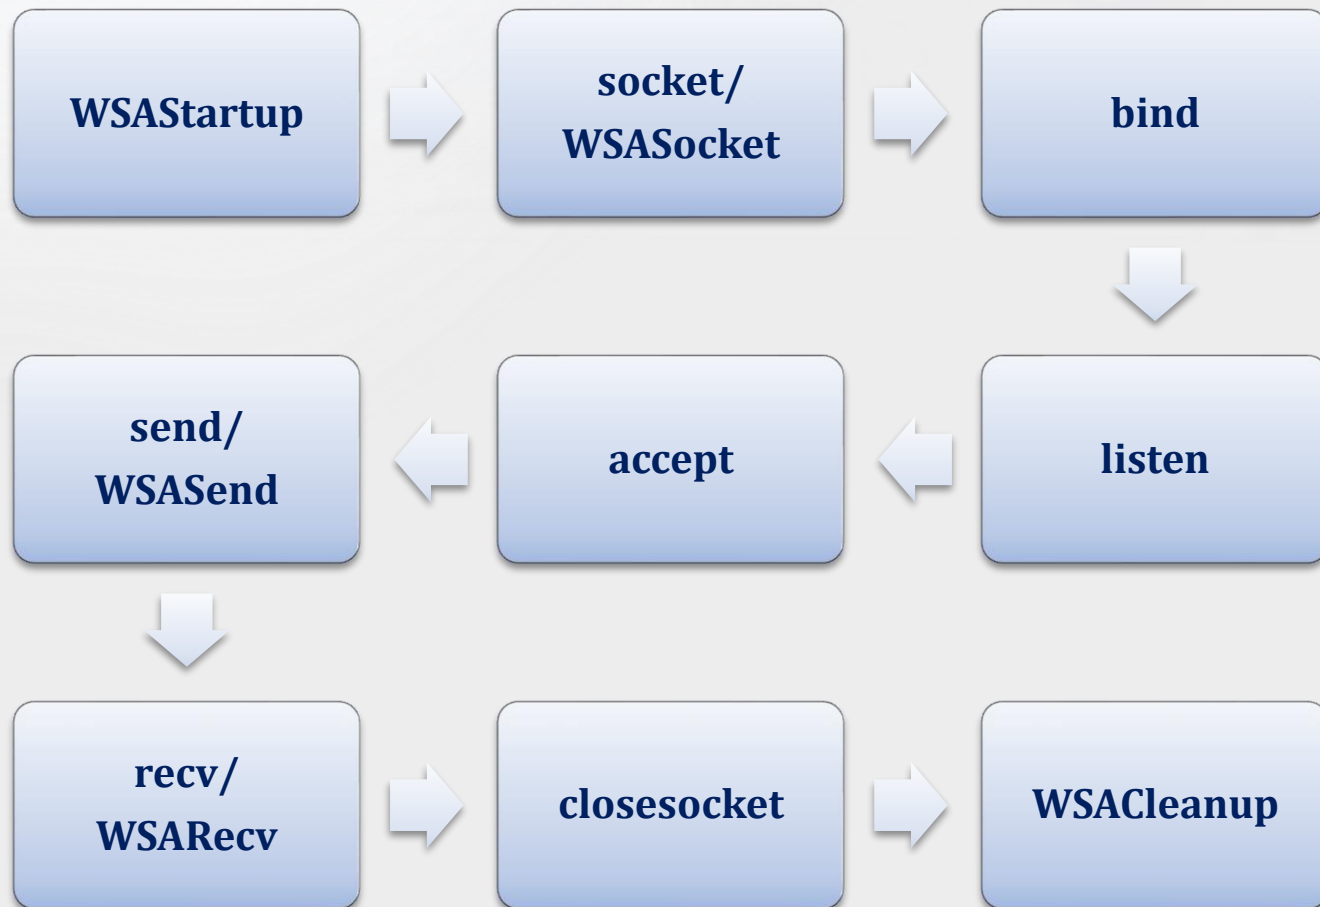 WSAStartup
socket/
WSASocket
bind
listen
accept
send/
WSASend
recv/
WSARecv
closesocket
WSACleanup